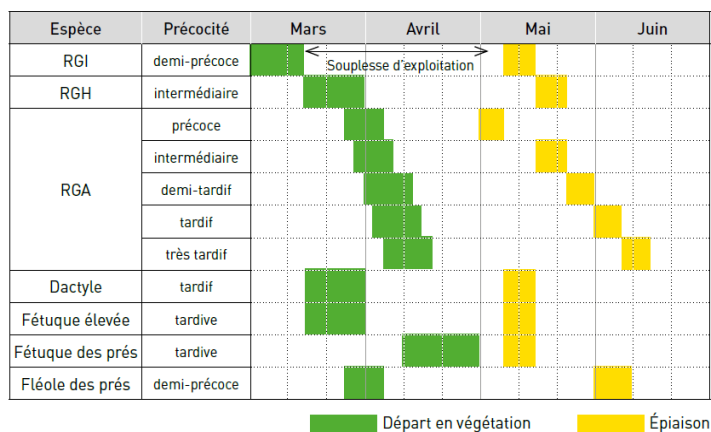 Espèce Précocité Mars Avril Mai Juin
RGI demi-précoce Souplesse d'exploitation
RGH intermédiaire
précoce
intermédiaire
RGA demi-tardif
tardif
très tardif
Dactyle tardif
Fétuque élevée tardive
Fétuque des prés tardive
Fléole des prés demi-précoce
Départ en végétation Épiaison